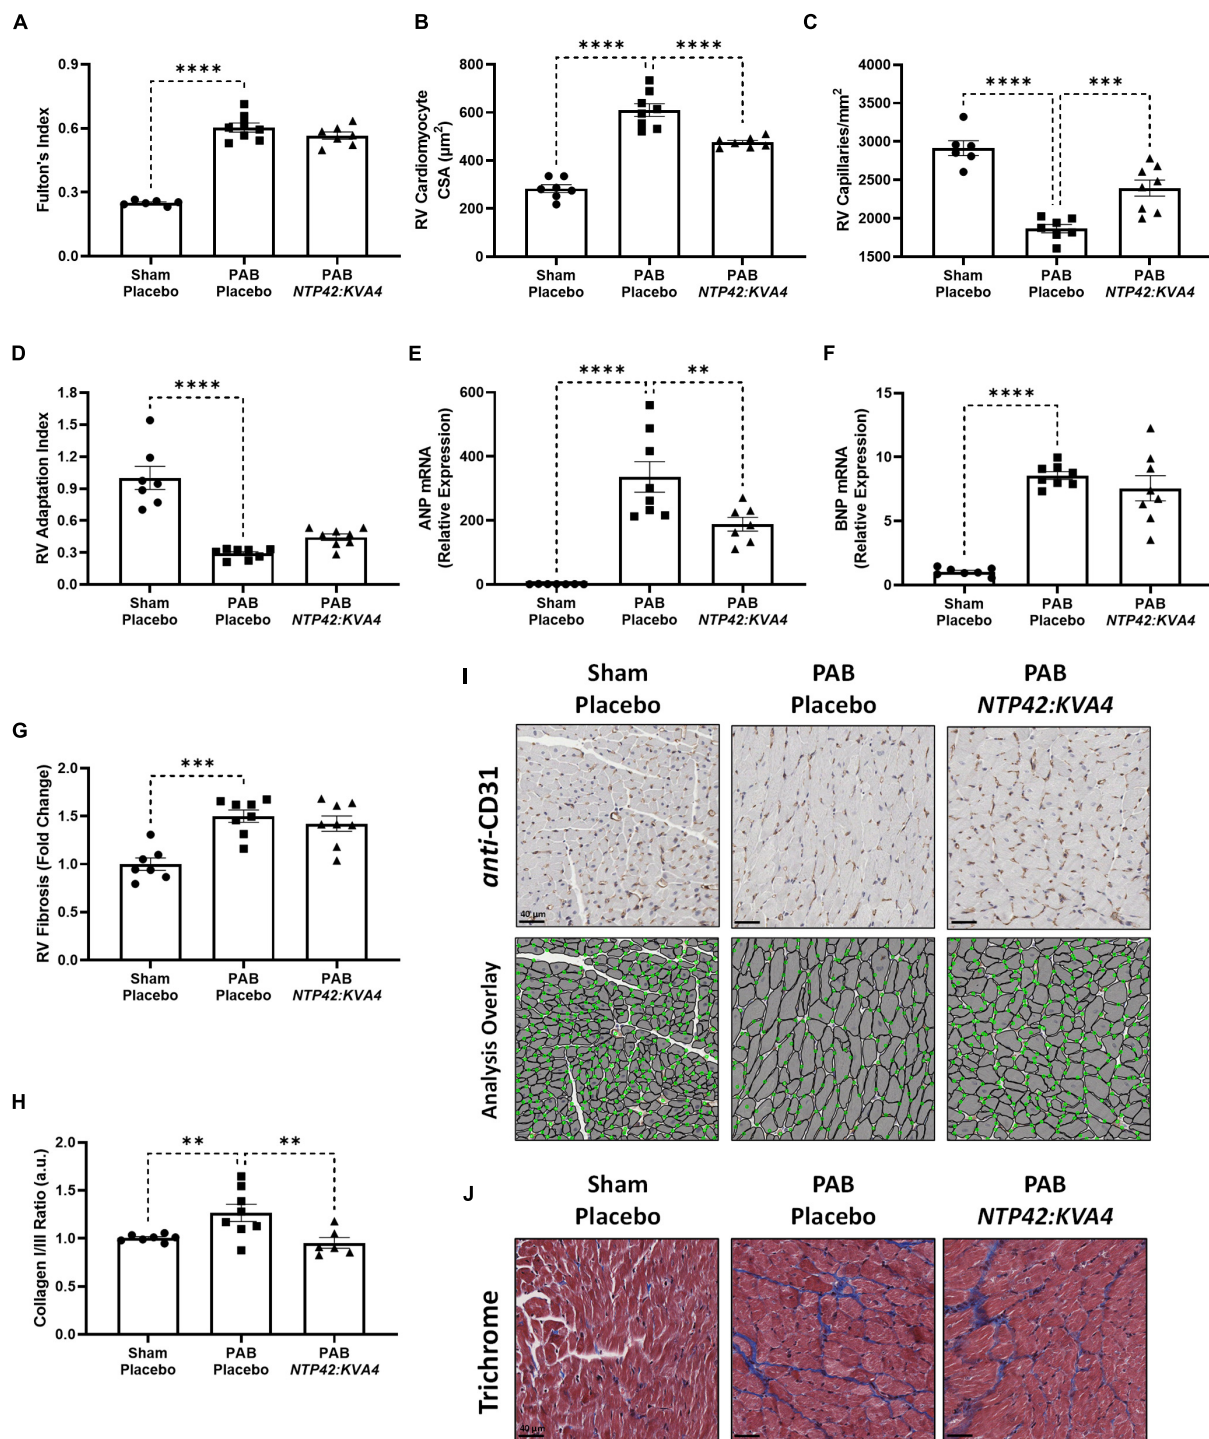 A
Fulton's Index
0.9
0.6
0.3
0.0
****
Sham
Placebo
PAB
Placebo
PAB
NTP42:KVA4
B
RV Cardiomyocyte
CSA (µm²)
800
600
400
200
0
****
****
Sham
Placebo
PAB
Placebo
PAB
NTP42:KVA4
C
RV Capillaries/mm²
4000
3500
3000
2500
2000
1500
****
***
Sham
Placebo
PAB
Placebo
PAB
NTP42:KVA4
D
RV Adaptation Index
1.8
1.5
1.2
0.9
0.6
0.3
0.0
****
Sham
Placebo
PAB
Placebo
PAB
NTP42:KVA4
E
ANP mRNA
(Relative Expression)
600
400
200
0
****
**
Sham
Placebo
PAB
Placebo
PAB
NTP42:KVA4
F
BNP mRNA
(Relative Expression)
15
10
5
0
****
Sham
Placebo
PAB
Placebo
PAB
NTP42:KVA4
G
RV Fibrosis (Fold Change)
2.0
1.5
1.0
0.5
0.0
***
Sham
Placebo
PAB
Placebo
PAB
NTP42:KVA4
H
Collagen I/III Ratio (a.u.)
2.0
1.5
1.0
0.5
0.0
**
**
Sham
Placebo
PAB
Placebo
PAB
NTP42:KVA4
I
Sham
Placebo
PAB
Placebo
PAB
NTP42:KVA4
anti-CD31
40 µm
Analysis Overlay
J
Sham
Placebo
PAB
Placebo
PAB
NTP42:KVA4
Trichrome
40 µm